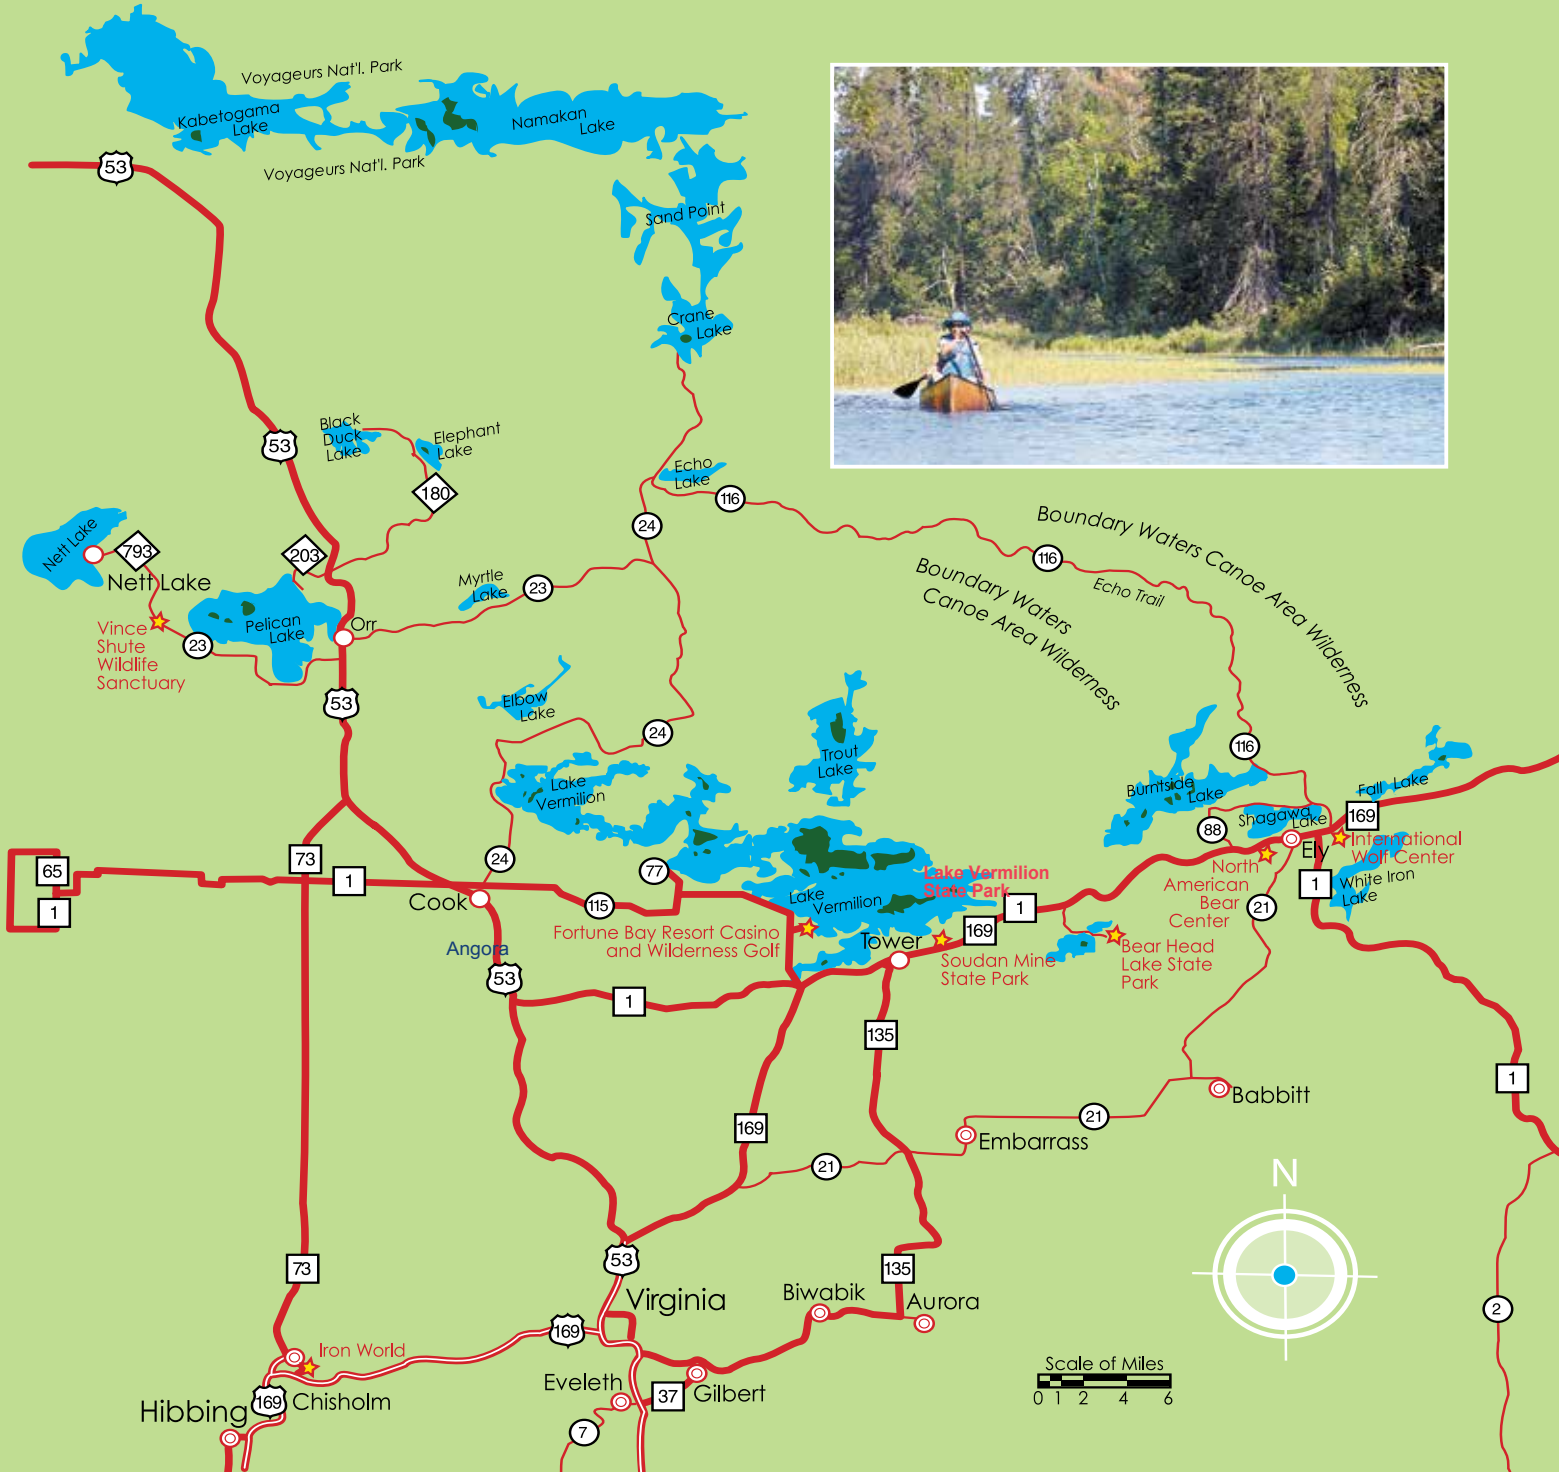 Voyageurs Nat'l. Park
Kabetogama
Lake
Namakan
Lake
Voyageurs Nat'l. Park
53
Sand Point
Crane
Lake
53
Black
Duck
Lake
Elephant
Lake
180
Echo
Lake
116
24
Boundary Waters Canoe Area Wilderness
116
Echo Trail
Boundary Waters
Canoe Area Wilderness
Nett Lake
793
Nett Lake
203
Myrtle
Lake
23
Pelican
Lake
Orr
Vince
Shute
Wildlife
Sanctuary
23
53
Elbow
Lake
24
Trout
Lake
116
Burntside
Lake
Fall Lake
Lake
Vermilion
Shagawa
Lake
169
88
Ely
International
Wolf Center
North
American
Bear
Center
1
White Iron
Lake
21
65
1
73
1
24
77
Cook
115
Lake Vermilion
State Park
Lake
Vermilion
1
169
Fortune Bay Resort Casino
and Wilderness Golf
Tower
Soudan Mine
State Park
Bear Head
Lake State
Park
Angora
53
1
135
1
Babbitt
21
Embarrass
169
21
N
53
73
135
Virginia
Biwabik
Aurora
2
169
Iron World
Scale of Miles
0 1 2 4 6
Eveleth
37
Gilbert
169
Chisholm
Hibbing
7